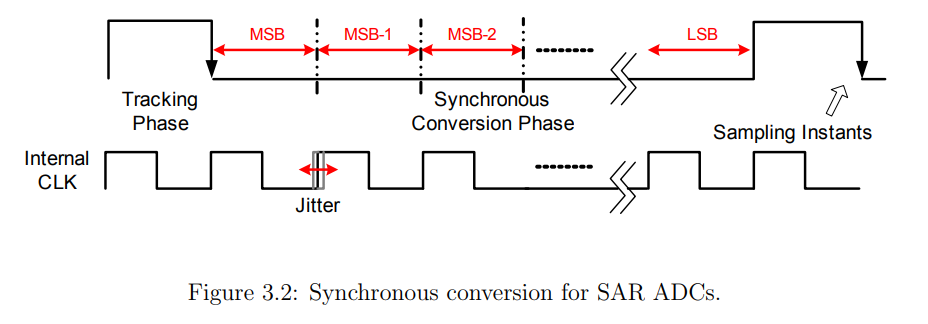 MSB
MSB-1
MSB-2
LSB
Tracking
Phase
Synchronous
Conversion Phase
Sampling Instants
Internal
CLK
Jitter
Figure 3.2: Synchronous conversion for SAR ADCs.